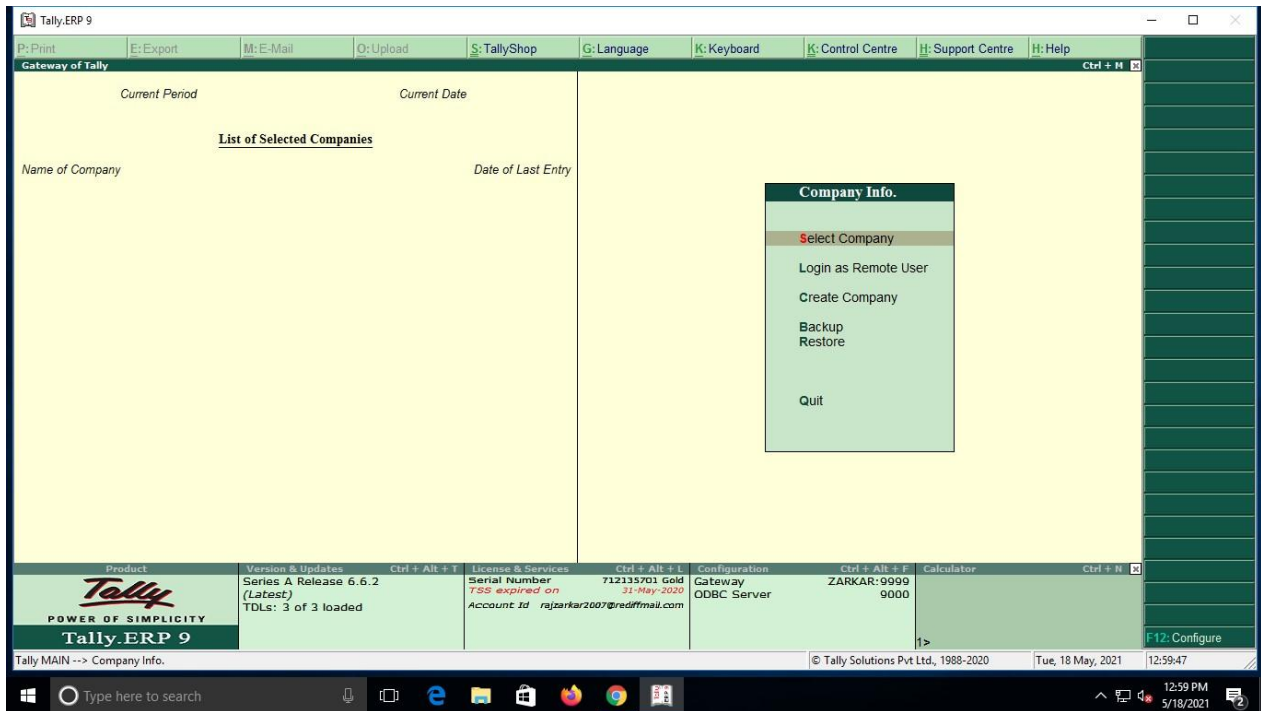 Tally.ERP 9
P: Print E: Export M: E-Mail O: Upload S: TallyShop G: Language K: Keyboard K: Control Centre H: Support Centre H: Help
Gateway of Tally Ctrl + M
Current Period Current Date
List of Selected Companies
Name of Company Date of Last Entry
Company Info.
Select Company
Login as Remote User
Create Company
Backup
Restore
Quit
Product
Tally
POWER OF SIMPLICITY
Tally.ERP 9
Version & Updates Ctrl + Alt + T
Series A Release 6.6.2
(Latest)
TDLs: 3 of 3 loaded
License & Services Ctrl + Alt + L
Serial Number 712135701 Gold
TSS expired on 31-May-2020
Account Id rajzarkar2007@rediffmail.com
Configuration Ctrl + Alt + F
Gateway ZARKAR:9999
ODBC Server 9000
Calculator Ctrl + N
1>
F12: Configure
Tally MAIN --> Company Info. © Tally Solutions Pvt Ltd., 1988-2020 Tue, 18 May, 2021 12:59:47
Type here to search
12:59 PM
5/18/2021
2